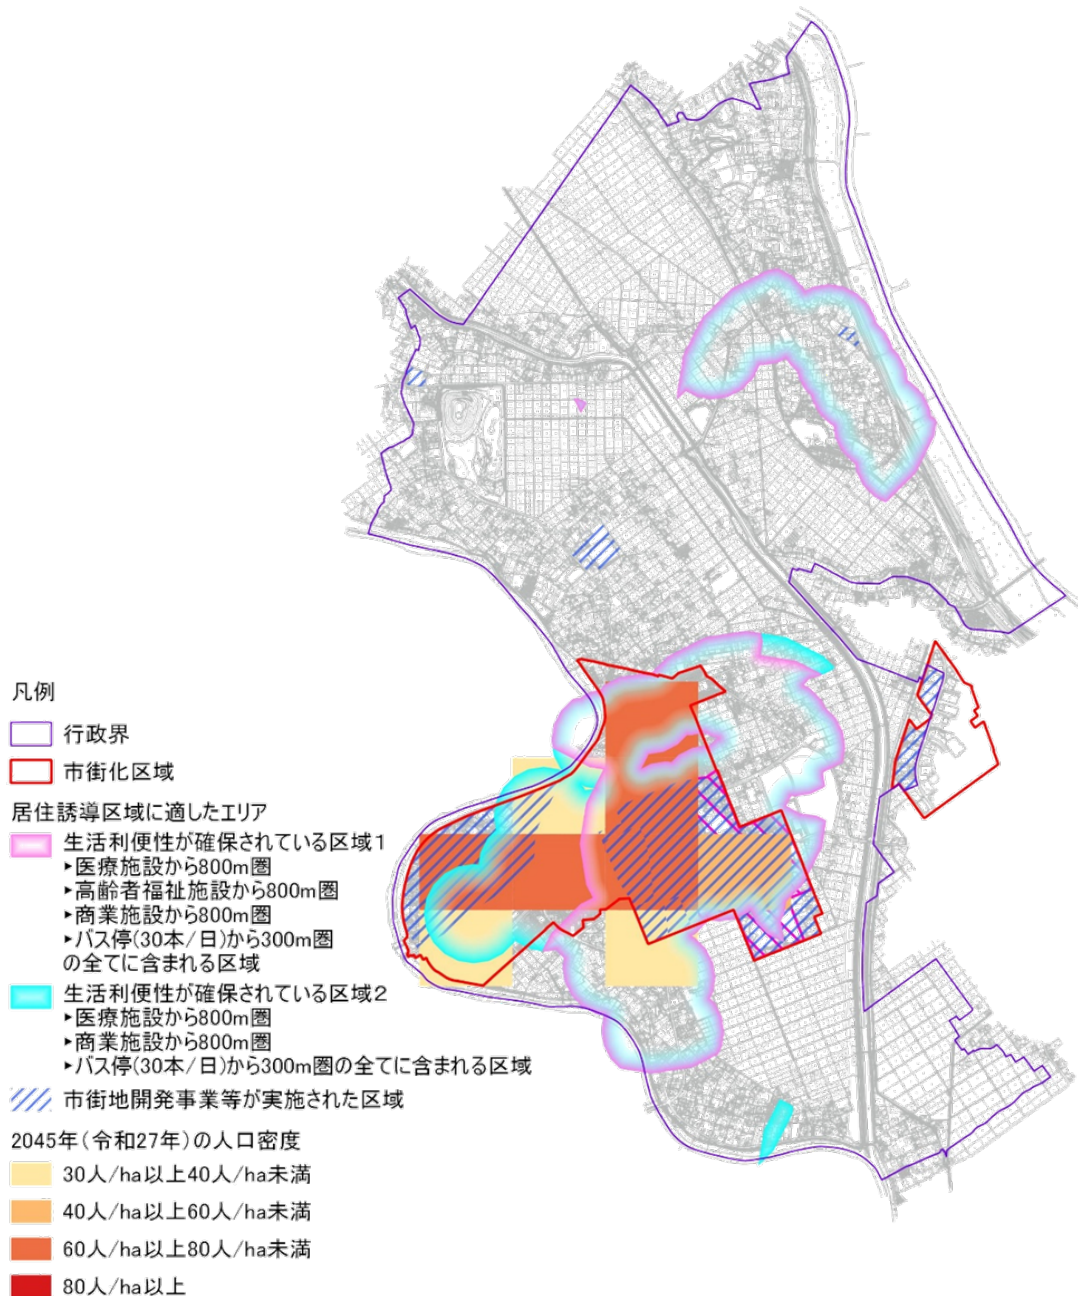 凡例
行政界
市街化区域
居住誘導区域に適したエリア
生活利便性が確保されている区域1
▸医療施設から800m圏
▸高齢者福祉施設から800m圏
▸商業施設から800m圏
▸バス停(30本/日)から300m圏
の全てに含まれる区域
生活利便性が確保されている区域2
▸医療施設から800m圏
▸商業施設から800m圏
▸バス停(30本/日)から300m圏の全てに含まれる区域
市街地開発事業等が実施された区域
2045年(令和27年)の人口密度
30人/ha以上40人/ha未満
40人/ha以上60人/ha未満
60人/ha以上80人/ha未満
80人/ha以上